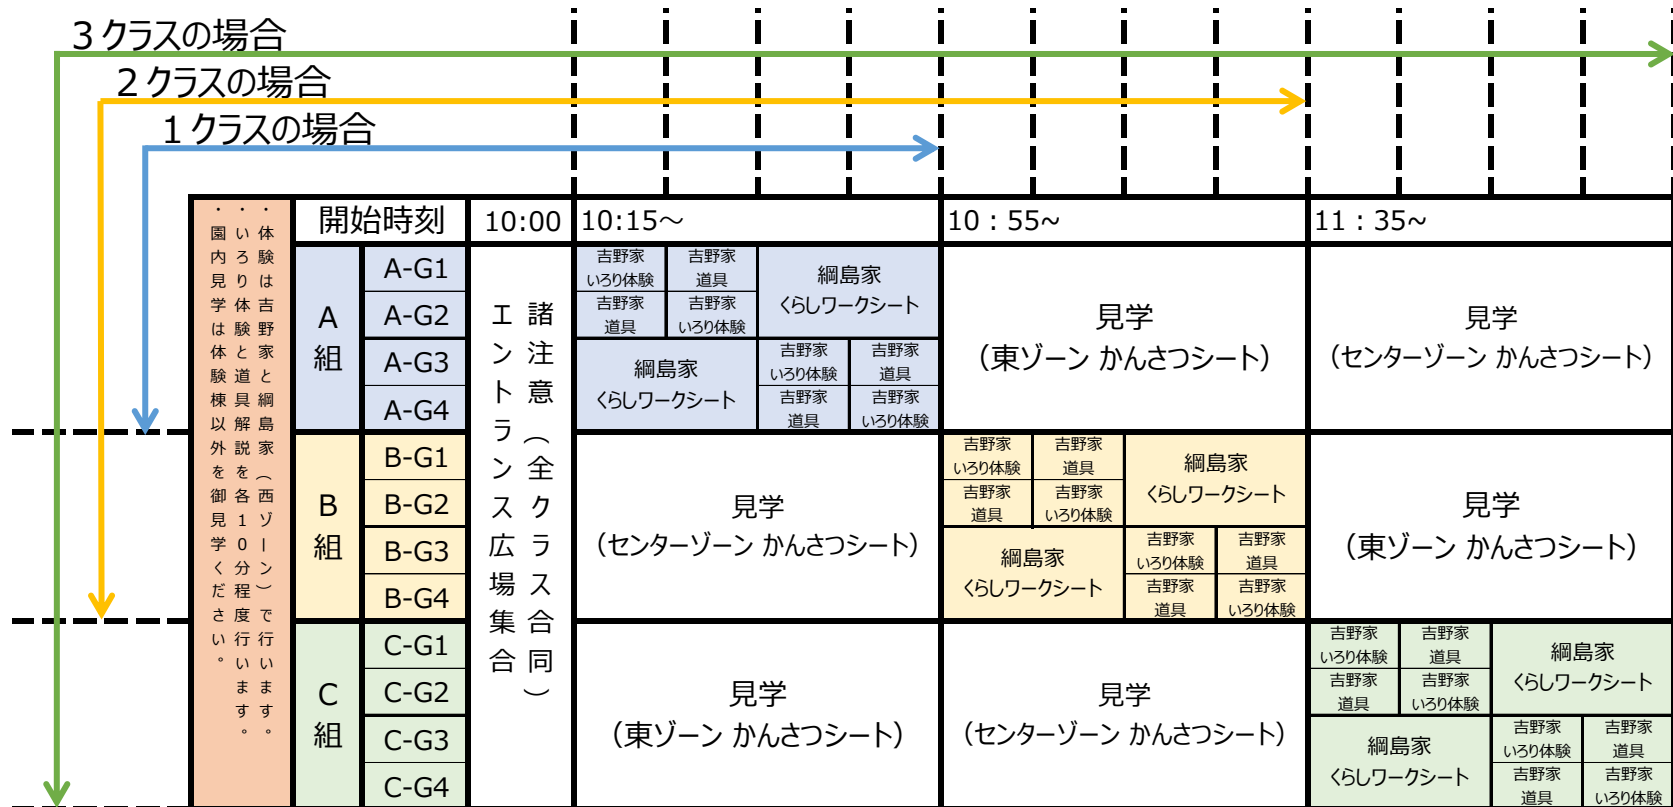 ３クラスの場合
２クラスの場合
１クラスの場合
・体験は吉野家と綱島家（西ゾーン）で行います。
・いろり体験と道具解説を各１０分程度行います。
・園内見学は体験棟以外を御見学ください。
開始時刻
10:00
10:15～
10：55~
11：35~
諸注意（全クラス合同）
エントランス広場集合
A
組
A-G1
A-G2
A-G3
A-G4
吉野家
いろり体験
吉野家
道具
綱島家
くらしワークシート
吉野家
道具
吉野家
いろり体験
綱島家
くらしワークシート
吉野家
いろり体験
吉野家
道具
吉野家
道具
吉野家
いろり体験
見学
（東ゾーン かんさつシート）
見学
（センターゾーン かんさつシート）
B
組
B-G1
B-G2
B-G3
B-G4
見学
（センターゾーン かんさつシート）
吉野家
いろり体験
吉野家
道具
綱島家
くらしワークシート
吉野家
道具
吉野家
いろり体験
綱島家
くらしワークシート
吉野家
いろり体験
吉野家
道具
吉野家
道具
吉野家
いろり体験
見学
（東ゾーン かんさつシート）
C
組
C-G1
C-G2
C-G3
C-G4
見学
（東ゾーン かんさつシート）
見学
（センターゾーン かんさつシート）
吉野家
いろり体験
吉野家
道具
綱島家
くらしワークシート
吉野家
道具
吉野家
いろり体験
綱島家
くらしワークシート
吉野家
いろり体験
吉野家
道具
吉野家
道具
吉野家
いろり体験